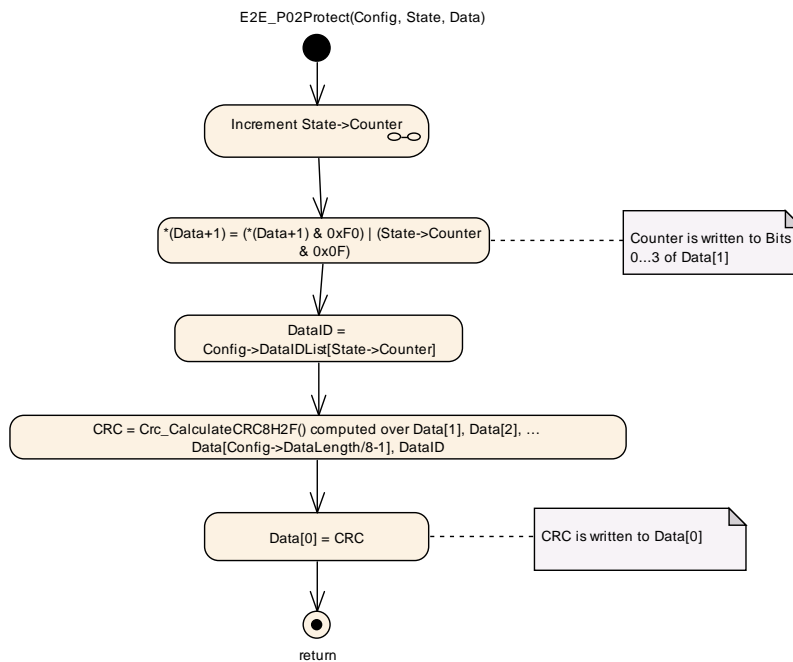 E2E_P02Protect(Config, State, Data)
Increment State->Counter
*(Data+1) = (*(Data+1) & 0xF0) | (State->Counter
& 0x0F)
Counter is written to Bits
0...3 of Data[1]
DataID =
Config->DataIDList[State->Counter]
CRC = Crc_CalculateCRC8H2F() computed over Data[1], Data[2], ...
Data[Config->DataLength/8-1], DataID
Data[0] = CRC
CRC is written to Data[0]
return